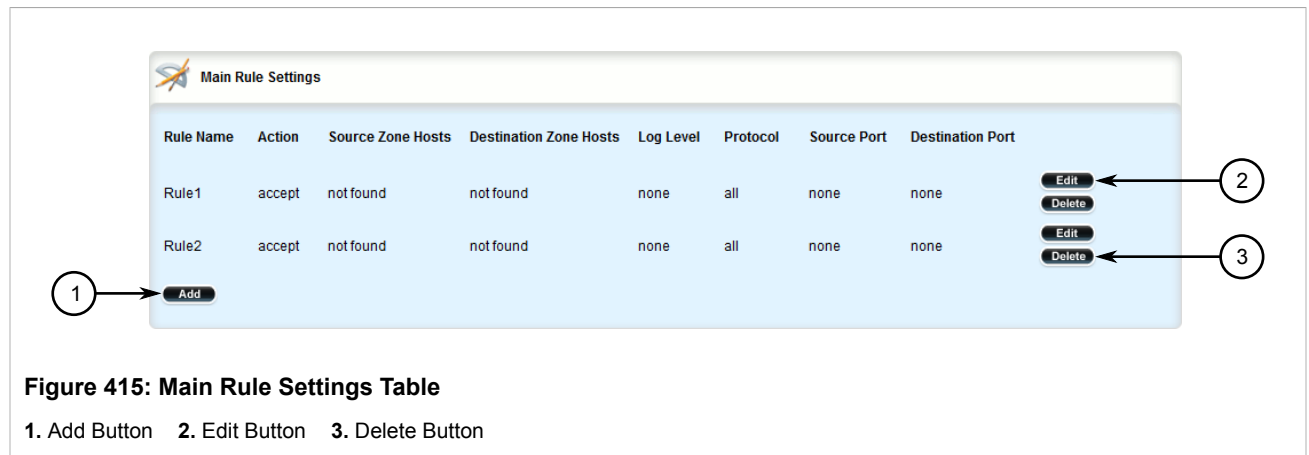 Main Rule Settings
Rule Name Action Source Zone Hosts Destination Zone Hosts Log Level Protocol Source Port Destination Port
Rule1 accept not found not found none all none none
Edit
Delete
2
Rule2 accept not found not found none all none none
Edit
Delete
3
1
Add
Figure 415: Main Rule Settings Table
1. Add Button 2. Edit Button 3. Delete Button